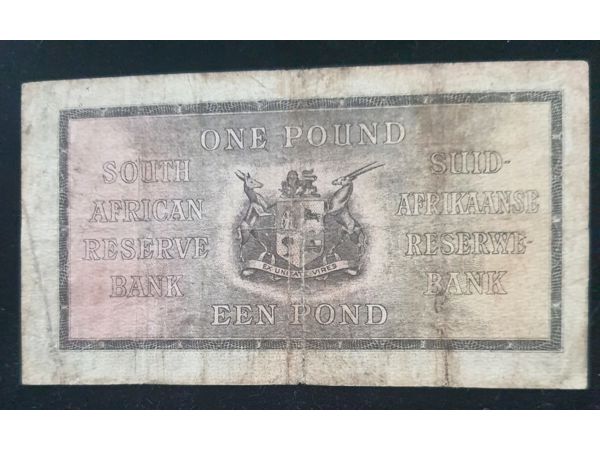 ONE POUND
SOUTH
AFRICAN
RESERVE
BANK
SUID-
AFRIKAANSE
RESERWE-
BANK
EX UNITATE VIRES
EEN POND